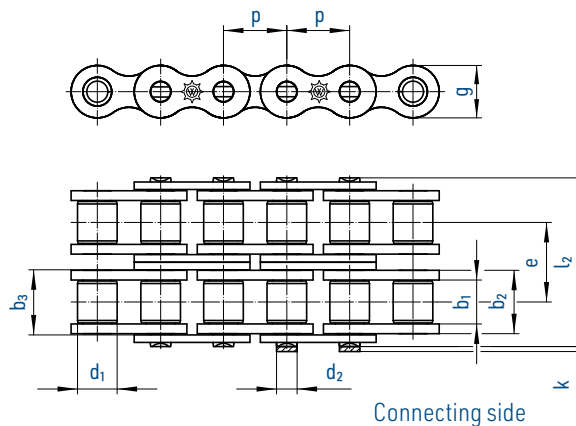 p p
g
b₃
e
l₂
b₁
b₂
d₁
d₂
k
Connecting side